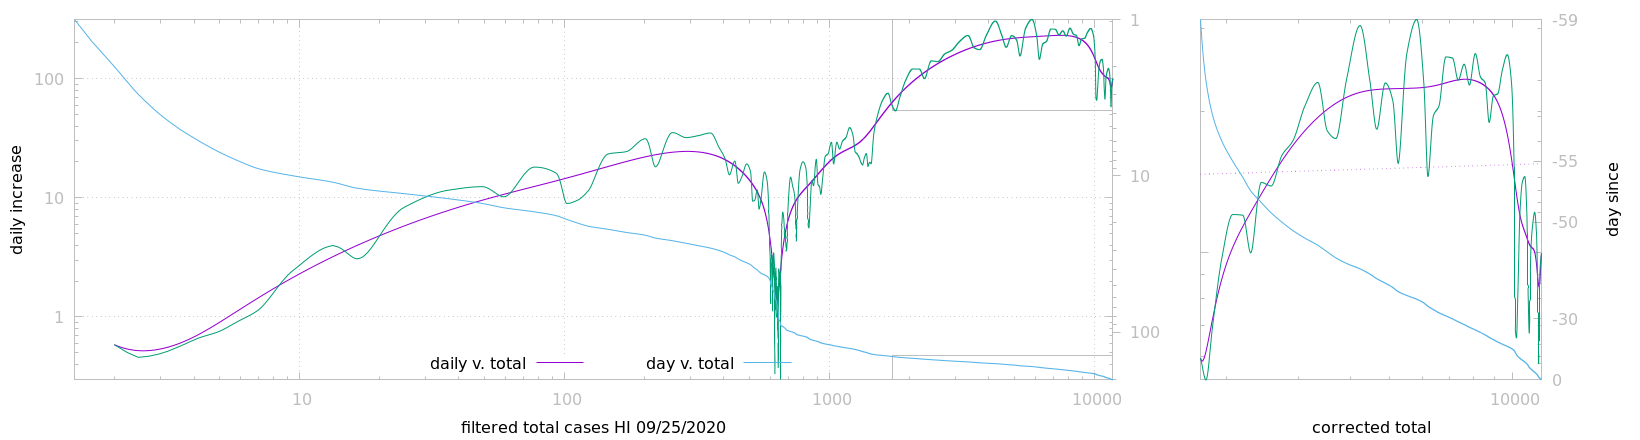 daily increase
100
10
1
daily v. total
day v. total
1
10
100
10
100
1000
10000
filtered total cases HI 09/25/2020
-59
-55
-50
-30
0
day since
10000
corrected total